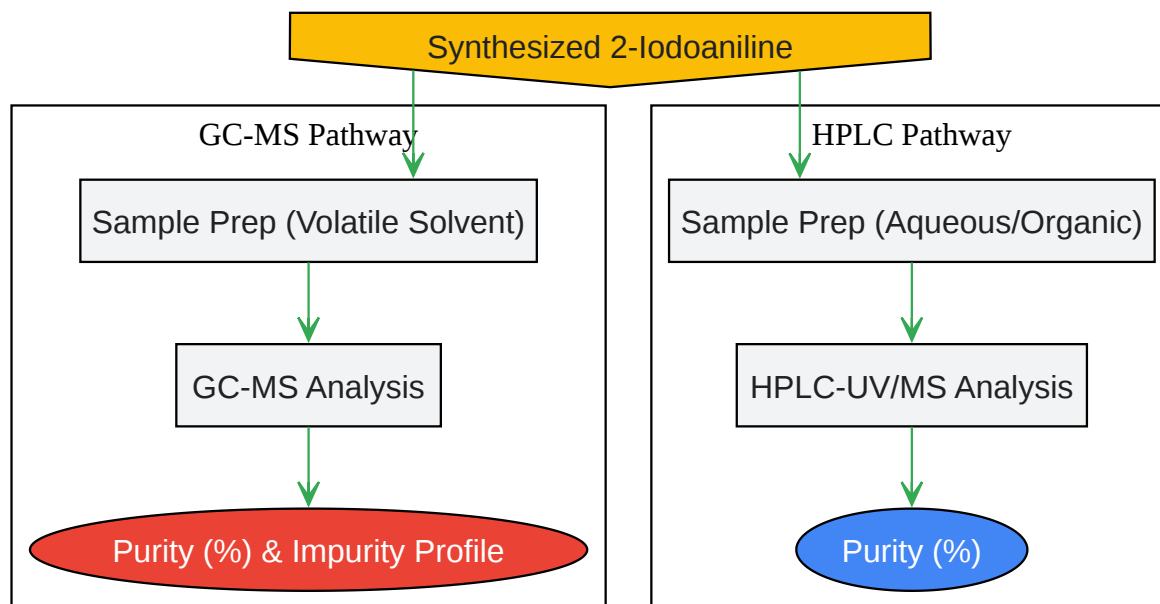 Synthesized 2-Iodoaniline
GC-MS Pathway
Sample Prep (Volatile Solvent)
GC-MS Analysis
Purity (%) & Impurity Profile
HPLC Pathway
Sample Prep (Aqueous/Organic)
HPLC-UV/MS Analysis
Purity (%)